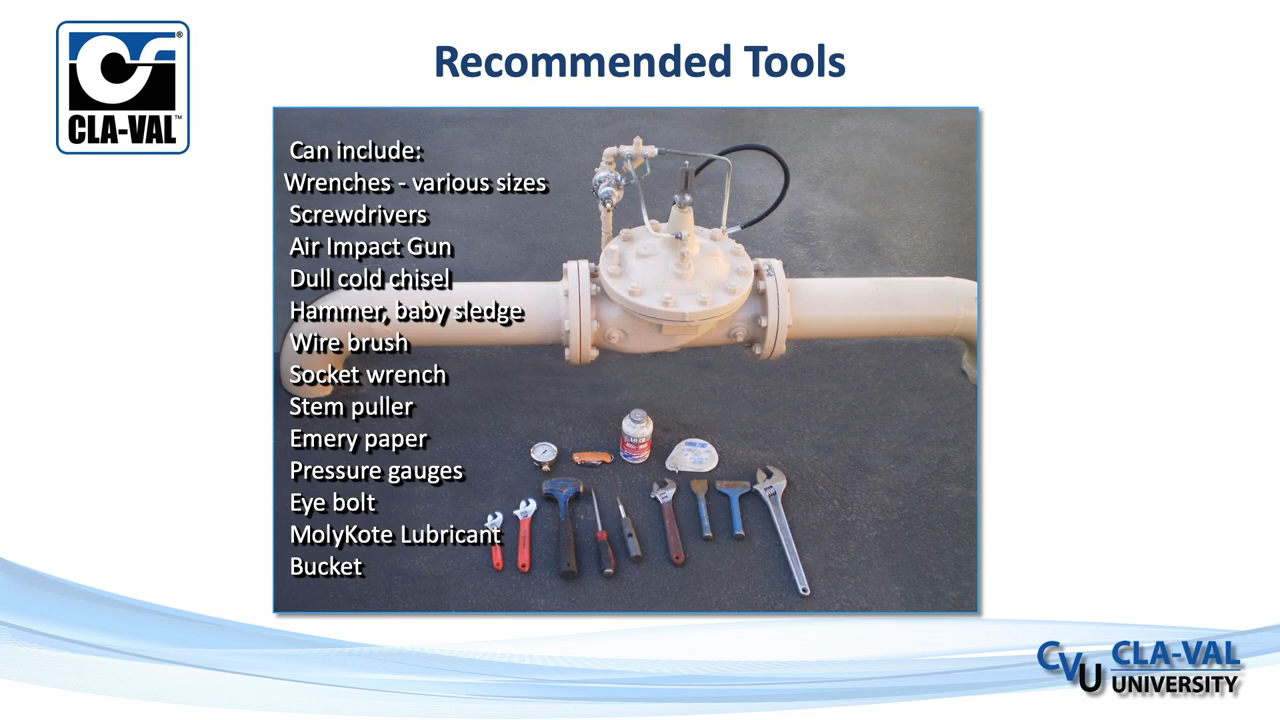 CLA-VAL™
Recommended Tools
Can include:
Wrenches - various sizes
Screwdrivers
Air Impact Gun
Dull cold chisel
Hammer, baby sledge
Wire brush
Socket wrench
Stem puller
Emery paper
Pressure gauges
Eye bolt
MolyKote Lubricant
Bucket
CVU CLA-VAL
UNIVERSITY